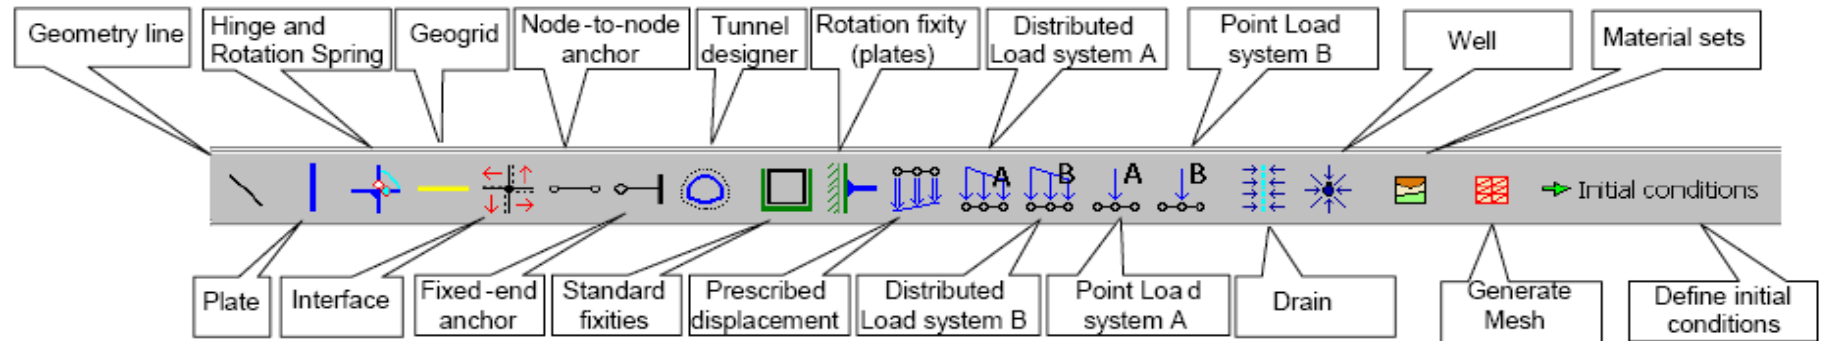 Geometry line
Hinge and
Rotation Spring
Geogrid
Node-to-node
anchor
Tunnel
designer
Rotation fixity
(plates)
Distributed
Load system A
Point Load
system B
Well
Material sets
A
B
A
B
Initial conditions
Plate
Interface
Fixed-end
anchor
Standard
fixities
Prescribed
displacement
Distributed
Load system B
Point Load
system A
Drain
Generate
Mesh
Define initial
conditions